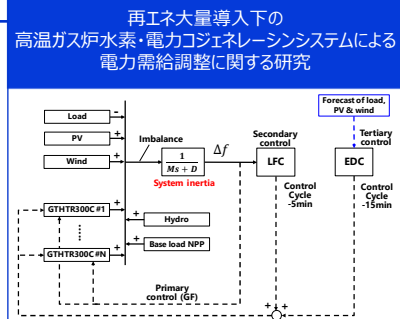 再エネ大量導入下の
高温ガス炉水素・電力コジェネレーシンシステムによる
電力需給調整に関する研究
Load
PV
Wind
-
+
+
Imbalance
1
Ms + D
System inertia
Δf
Secondary
control
LFC
Forecast of load,
PV & wind
Tertiary
control
EDC
Control
Cycle
-5min
Control
Cycle
-15min
GTHTR300C#1
+
+
Hydro
GTHTR300C#N
+
+
Base load NPP
Primary
control (GF)
+
+